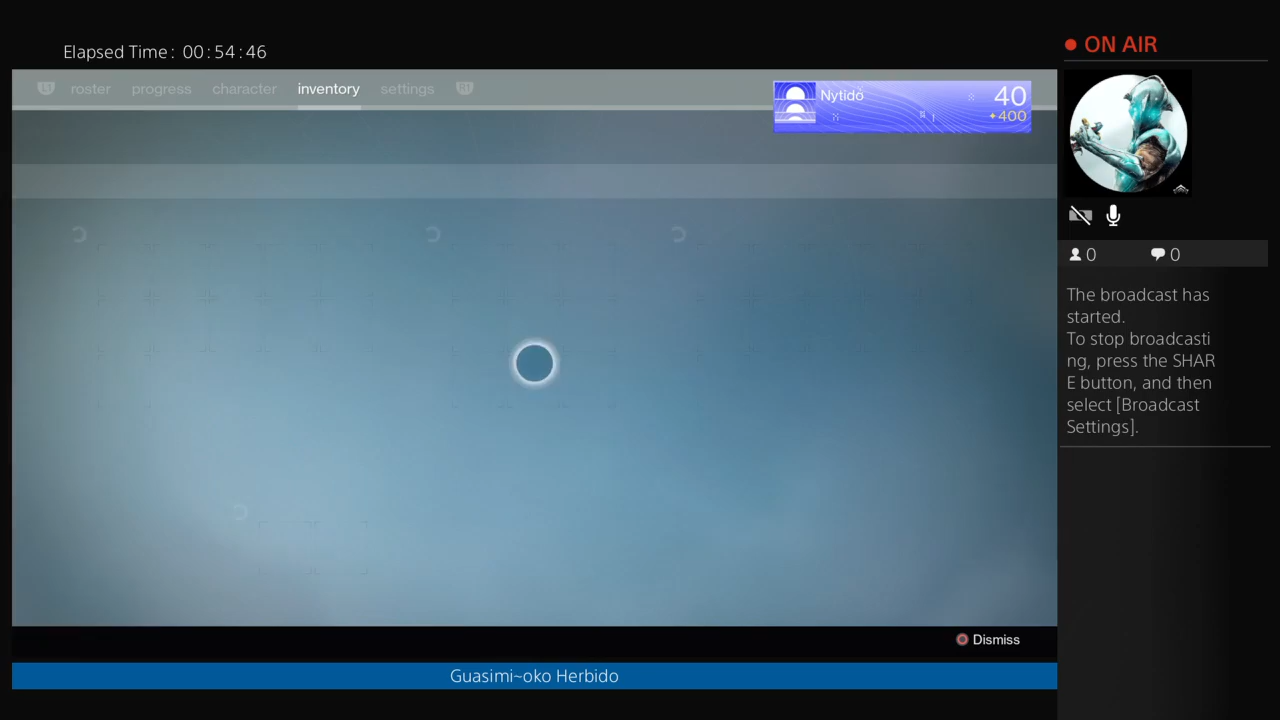 Elapsed Time: 00:54:46
ON AIR
L1 roster progress character inventory settings R1
Nytido 40
400
0 0
The broadcast has
started.
To stop broadcasti
ng, press the SHAR
E button, and then
select [Broadcast
Settings].
Dismiss
Guasimi~oko Herbido